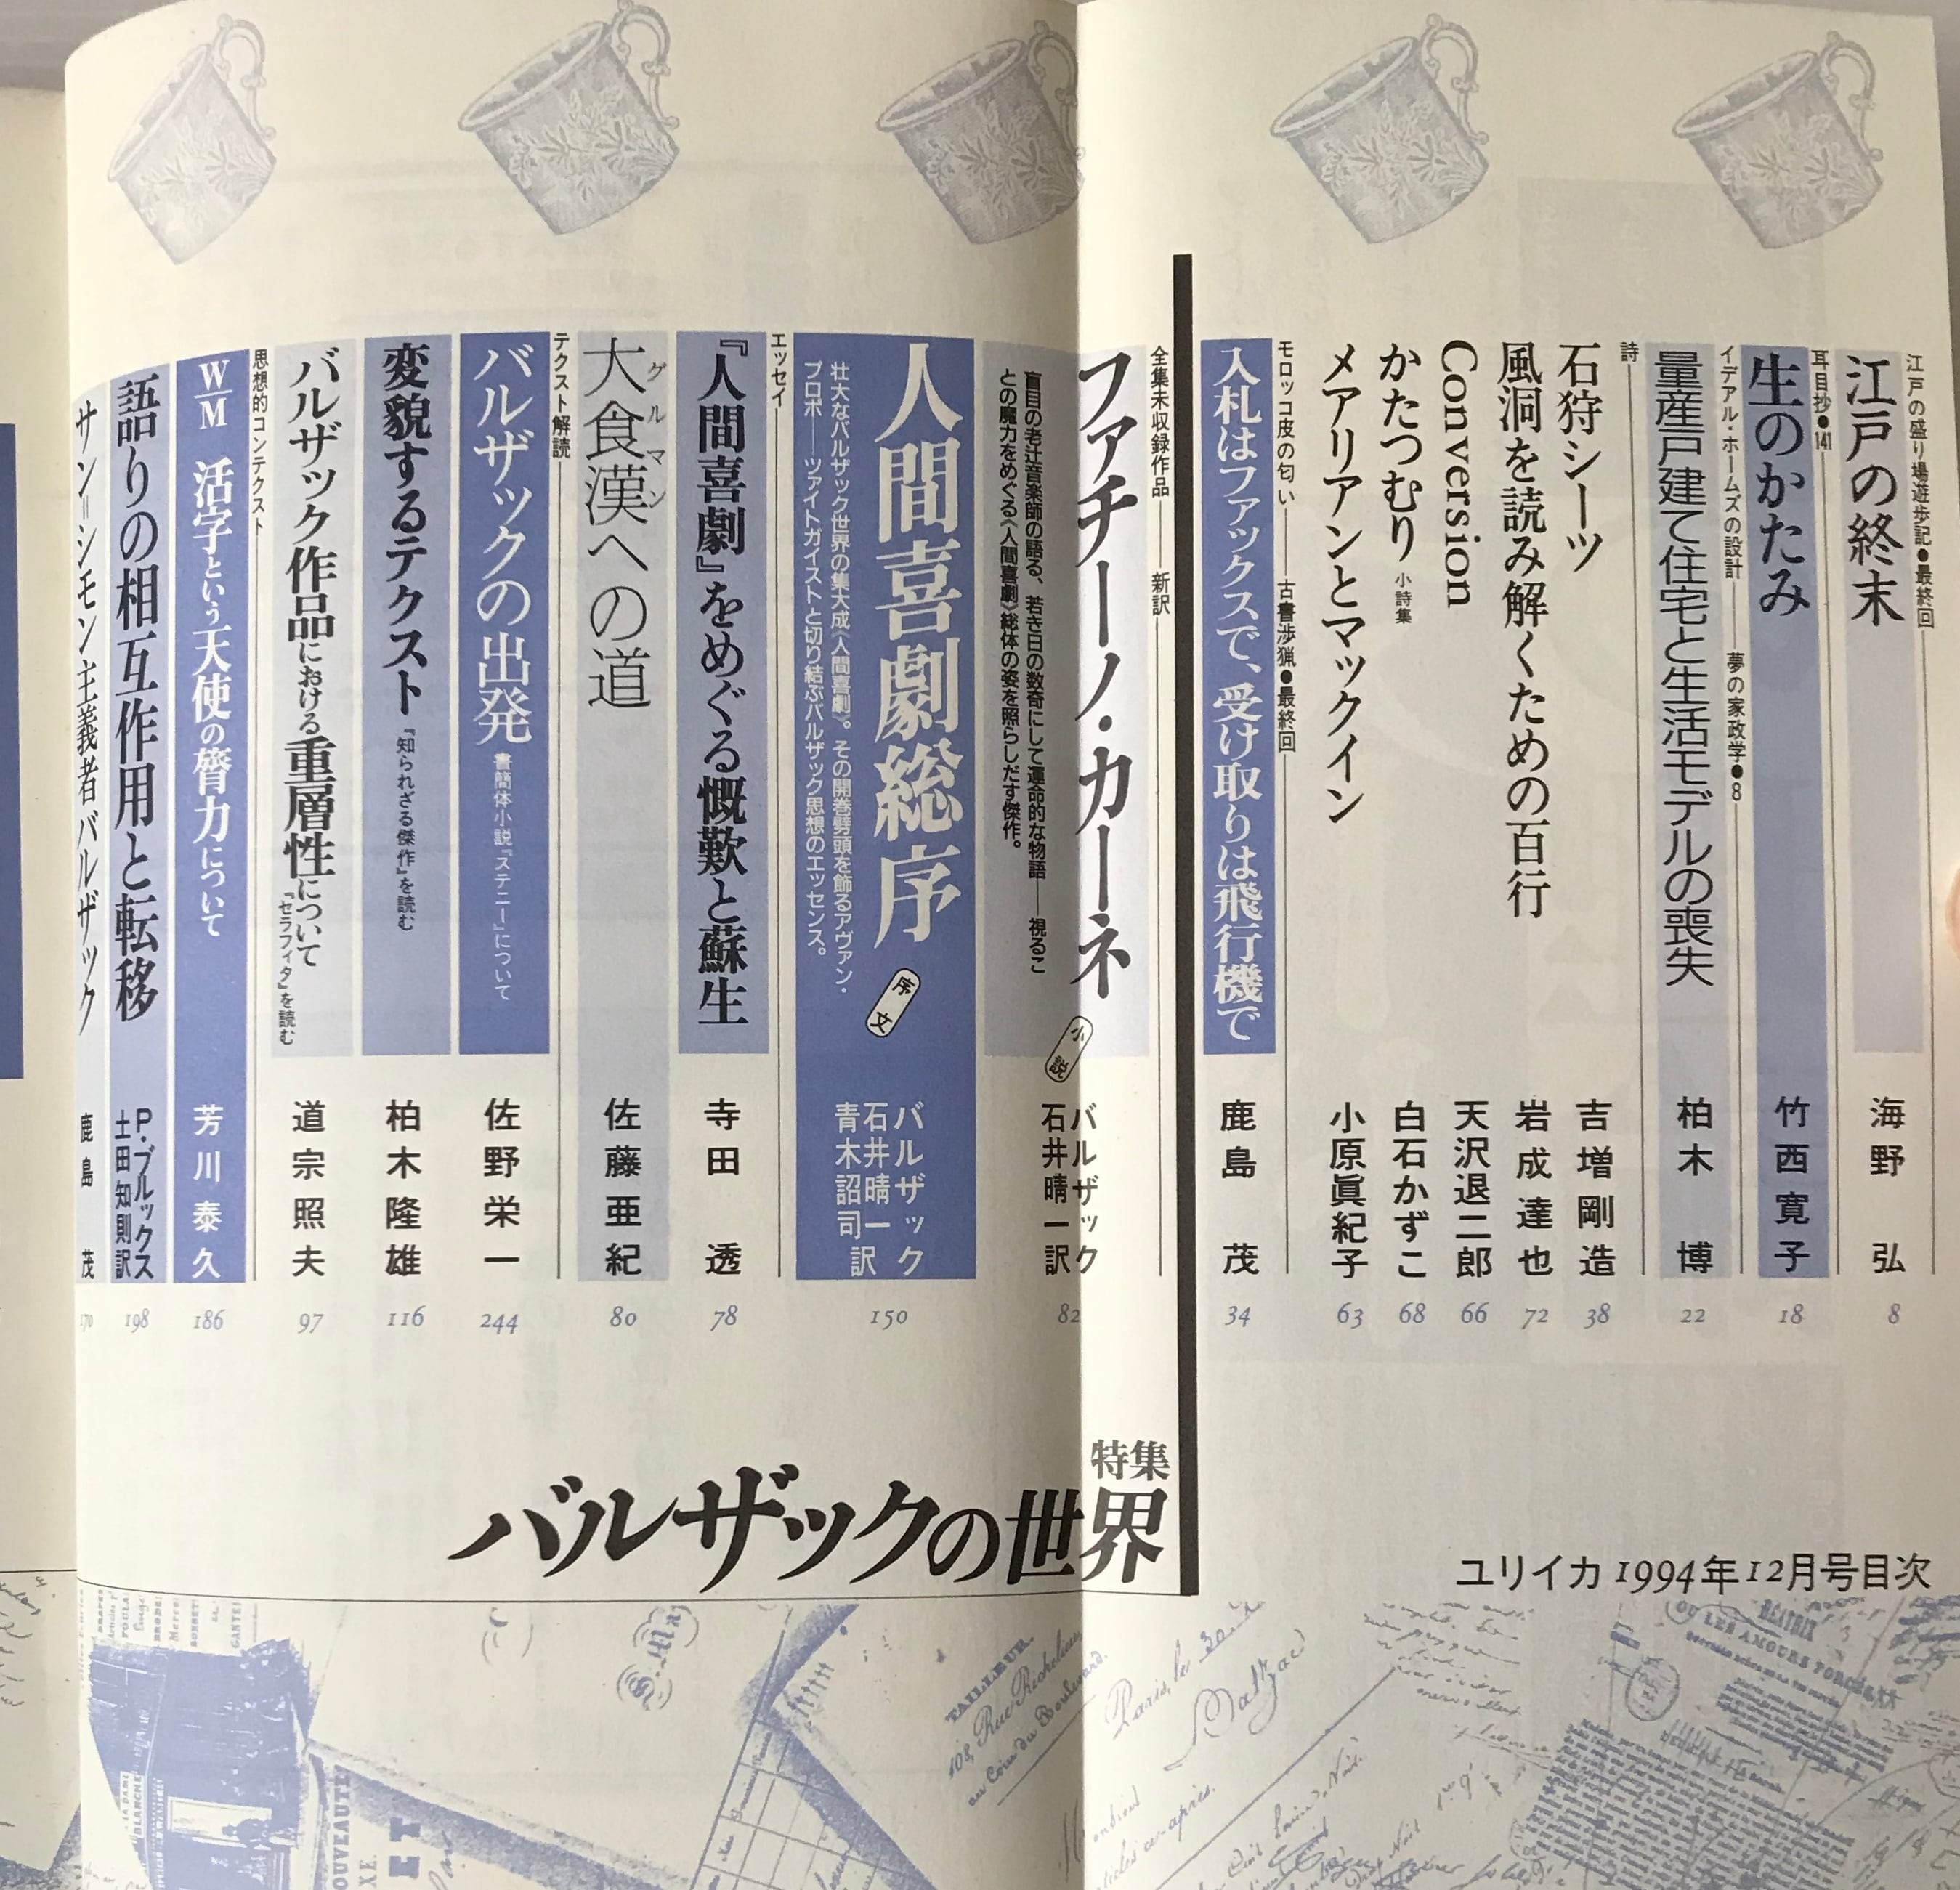 ユリイカ 1994年12月号目次
江戸の盛り場遊歩記●最終回
江戸の終末
海野 弘
8
耳目抄●141
生のかたみ
竹西寛子
18
イデアル・ホームズの設計 夢の家政学●8
量産戸建て住宅と生活モデルの喪失
柏木 博
22
詩
石狩シーツ
吉増剛造
38
風洞を読み解くための百行
岩成達也
72
Conversion
天沢退二郎
66
かたつむり 小詩集
白石かずこ
68
メアリアンとマックイン
小原眞紀子
63
モロッコ皮の匂い 古書渉猟●最終回
入札はファックスで、受け取りは飛行機で
鹿島 茂
34
特集
バルザックの世界
全集未収録作品 新訳
ファチーノ・カーネ
小説
盲目の老辻音楽師の語る、若き日の数奇にして運命的な物語――視るこ
との魔力をめぐる《人間喜劇》総体の姿を照らしだす傑作。
バルザック
石井晴一訳
82
人間喜劇総序
序文
壮大なバルザック世界の集大成《人間喜劇》。その開巻劈頭を飾るアヴァン・
プロポ――ツァイトガイストと切り結ぶバルザック思想のエッセンス。
バルザック
石井晴一
青木詔司訳
150
エッセイ
『人間喜劇』をめぐる慨歎と蘇生
寺田 透
78
大食漢への道
グルマン
佐藤亜紀
80
テクスト解読
バルザックの出発 書簡体小説『ステニー』について
佐野栄一
244
変貌するテクスト 『知られざる傑作』を読む
柏木隆雄
116
バルザック作品における重層性について 『セラフィタ』を読む
道宗照夫
97
思想的コンテクスト
W/M 活字という天使の膂力について
芳川泰久
186
語りの相互作用と転移
P・ブルックス
土田知則訳
198
サン=シモン主義者バルザック
鹿島 茂
170
TAILLEUR.
108, Rue Richelieu
au Coin du Boulevard.
Paris, le 30
Balzac
BÉATRIX
OU LES AMOURS FORCÉS
À LA DAME
BLANCHE